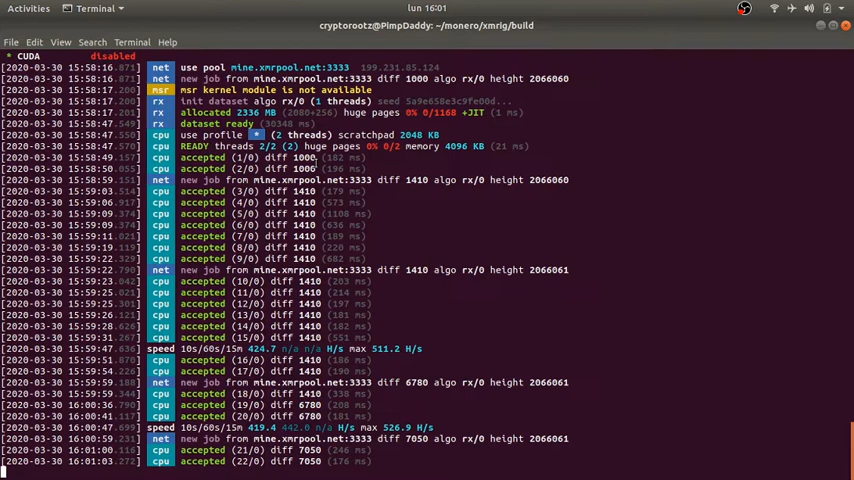 Activities
Terminal
lun 16:01
cryptorootz@PimpDaddy: ~/monero/xmrig/build
File Edit View Search Terminal Help
* CUDA disabled
[2020-03-30 15:58:16.871] net use pool mine.xmrpool.net:3333 199.231.85.124
[2020-03-30 15:58:16.871] net new job from mine.xmrpool.net:3333 diff 1000 algo rx/0 height 2066060
[2020-03-30 15:58:17.200] msr msr kernel module is not available
[2020-03-30 15:58:17.200] rx init dataset algo rx/0 (1 threads) seed 5a9e658e3c9fe00d...
[2020-03-30 15:58:17.200] rx allocated 2336 MB (2080+256) huge pages 0% 0/1168 +JIT (1 ms)
[2020-03-30 15:58:47.549] rx dataset ready (30348 ms)
[2020-03-30 15:58:47.550] cpu use profile * (2 threads) scratchpad 2048 KB
[2020-03-30 15:58:47.571] cpu READY threads 2/2 (2) huge pages 0% 0/2 memory 4096 KB (21 ms)
[2020-03-30 15:58:49.157] cpu accepted (1/0) diff 1000 (182 ms)
[2020-03-30 15:58:50.055] cpu accepted (2/0) diff 1000 (196 ms)
[2020-03-30 15:58:59.151] net new job from mine.xmrpool.net:3333 diff 1410 algo rx/0 height 2066060
[2020-03-30 15:59:03.514] cpu accepted (3/0) diff 1410 (179 ms)
[2020-03-30 15:59:06.917] cpu accepted (4/0) diff 1410 (573 ms)
[2020-03-30 15:59:09.374] cpu accepted (5/0) diff 1410 (1108 ms)
[2020-03-30 15:59:09.374] cpu accepted (6/0) diff 1410 (636 ms)
[2020-03-30 15:59:11.021] cpu accepted (7/0) diff 1410 (189 ms)
[2020-03-30 15:59:19.119] cpu accepted (8/0) diff 1410 (220 ms)
[2020-03-30 15:59:22.329] cpu accepted (9/0) diff 1410 (682 ms)
[2020-03-30 15:59:22.790] net new job from mine.xmrpool.net:3333 diff 1410 algo rx/0 height 2066061
[2020-03-30 15:59:23.042] cpu accepted (10/0) diff 1410 (203 ms)
[2020-03-30 15:59:25.021] cpu accepted (11/0) diff 1410 (214 ms)
[2020-03-30 15:59:25.301] cpu accepted (12/0) diff 1410 (197 ms)
[2020-03-30 15:59:26.121] cpu accepted (13/0) diff 1410 (181 ms)
[2020-03-30 15:59:28.626] cpu accepted (14/0) diff 1410 (182 ms)
[2020-03-30 15:59:31.267] cpu accepted (15/0) diff 1410 (551 ms)
[2020-03-30 15:59:47.636] speed 10s/60s/15m 424.7 n/a n/a H/s max 511.2 H/s
[2020-03-30 15:59:51.870] cpu accepted (16/0) diff 1410 (186 ms)
[2020-03-30 15:59:54.226] cpu accepted (17/0) diff 1410 (190 ms)
[2020-03-30 15:59:59.188] net new job from mine.xmrpool.net:3333 diff 6780 algo rx/0 height 2066061
[2020-03-30 15:59:59.344] cpu accepted (18/0) diff 1410 (338 ms)
[2020-03-30 16:00:36.790] cpu accepted (19/0) diff 6780 (208 ms)
[2020-03-30 16:00:41.117] cpu accepted (20/0) diff 6780 (181 ms)
[2020-03-30 16:00:47.699] speed 10s/60s/15m 419.4 442.0 n/a H/s max 526.9 H/s
[2020-03-30 16:00:59.231] net new job from mine.xmrpool.net:3333 diff 7050 algo rx/0 height 2066061
[2020-03-30 16:01:00.116] cpu accepted (21/0) diff 7050 (246 ms)
[2020-03-30 16:01:03.272] cpu accepted (22/0) diff 7050 (176 ms)